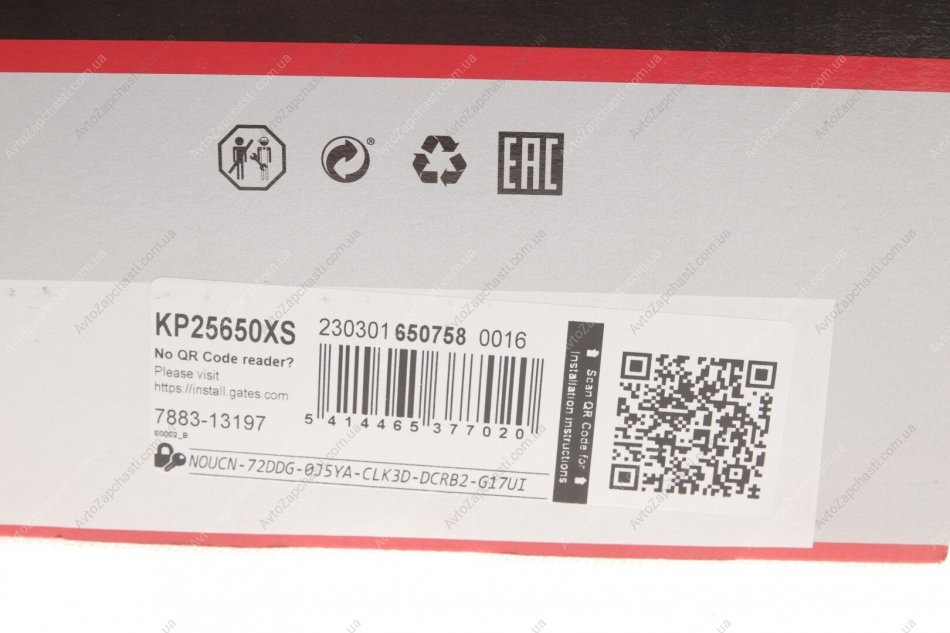 EAC
KP25650XS 230301 650758 0016
No QR Code reader?
Please visit
https://install.gates.com
7883-13197
E0002_B
5 414465 377020
NOUCN-72DDG-0J5YA-CLK3D-DCRB2-G17UI
Scan QR Code for
Installation Instructions
AvtoZapchasti.com.ua